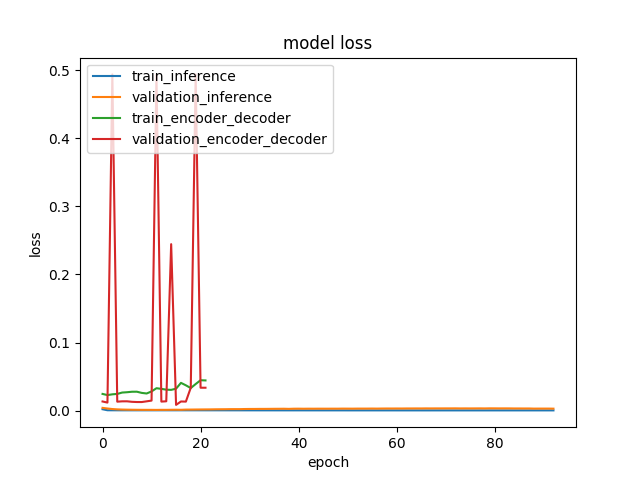 model loss
train_inference
validation_inference
train_encoder_decoder
validation_encoder_decoder
loss
0.5
0.4
0.3
0.2
0.1
0.0
0 20 40 60 80
epoch